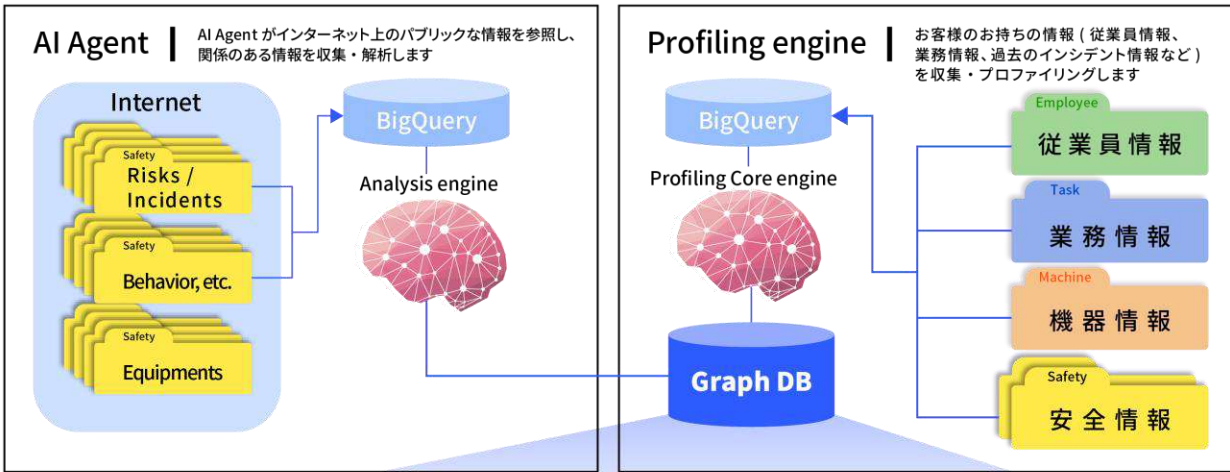 AI Agent
AI Agent がインターネット上のパブリックな情報を参照し、
関係のある情報を収集・解析します
Internet
Safety
Risks /
Incidents
Safety
Behavior, etc.
Safety
Equipments
BigQuery
Analysis engine
Profiling engine
お客様のお持ちの情報 ( 従業員情報、
業務情報、過去のインシデント情報など )
を収集・プロファイリングします
BigQuery
Profiling Core engine
Graph DB
Employee
従業員情報
Task
業務情報
Machine
機器情報
Safety
安全情報